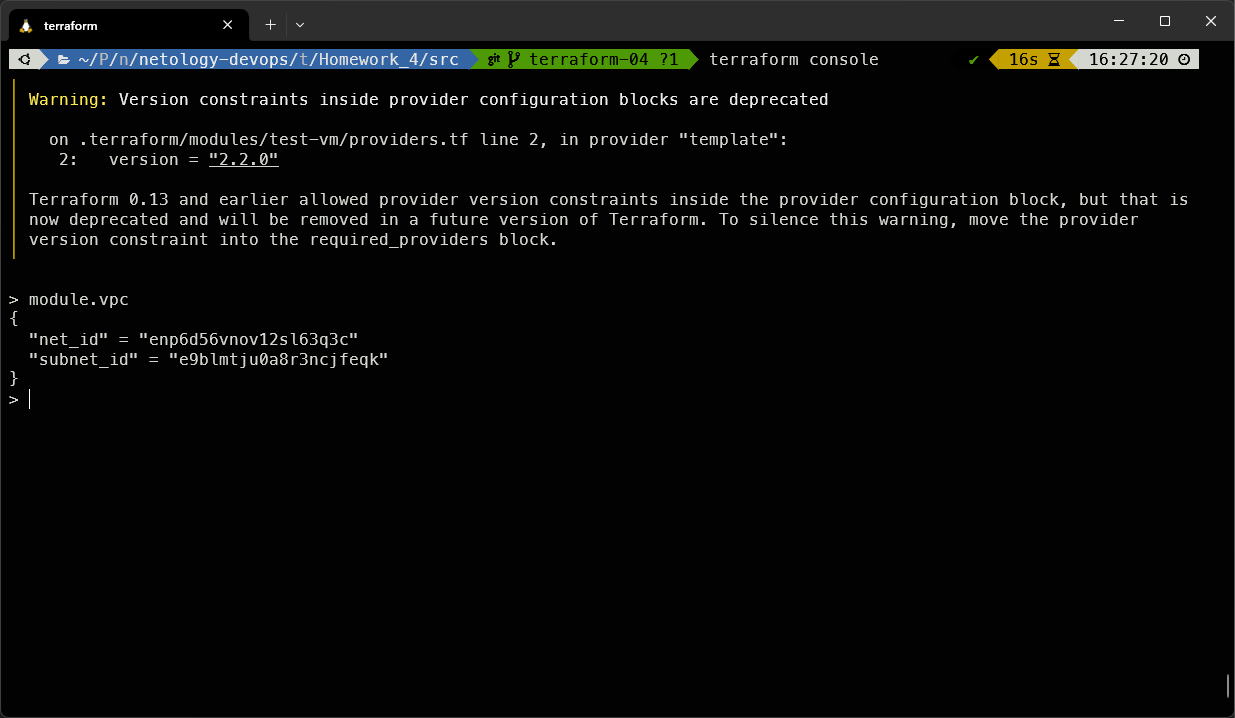 terraform
~/P/n/netology-devops/t/Homework_4/src git terraform-04 ?1 terraform console ✔ 16s 16:27:20
Warning: Version constraints inside provider configuration blocks are deprecated
on .terraform/modules/test-vm/providers.tf line 2, in provider "template":
2: version = "2.2.0"
Terraform 0.13 and earlier allowed provider version constraints inside the provider configuration block, but that is
now deprecated and will be removed in a future version of Terraform. To silence this warning, move the provider
version constraint into the required_providers block.
> module.vpc
{
"net_id" = "enp6d56vnov12sl63q3c"
"subnet_id" = "e9blmtju0a8r3ncjfeqk"
}
>